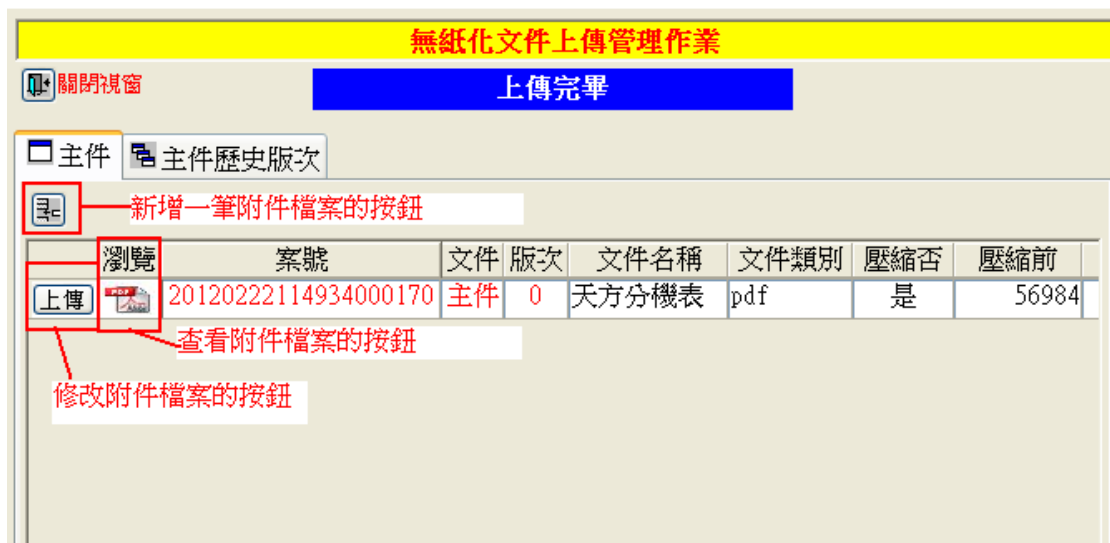 無紙化文件上傳管理作業
關閉視窗
上傳完畢
主件 主件歷史版次
新增一筆附件檔案的按鈕
瀏覽 案號 文件 版次 文件名稱 文件類別 壓縮否 壓縮前
上傳 20120222114934000170 主件 0 天方分機表 pdf 是 56984
查看附件檔案的按鈕
修改附件檔案的按鈕